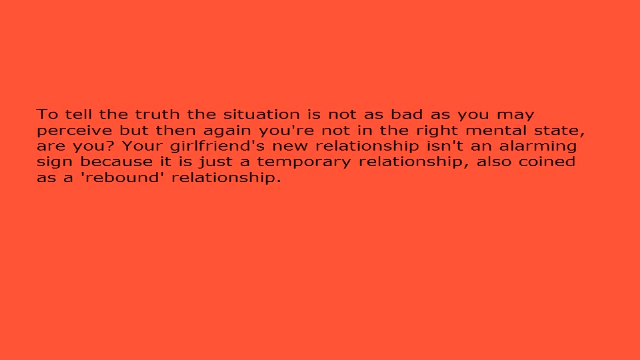 To tell the truth the situation is not as bad as you may
perceive but then again you're not in the right mental state,
are you? Your girlfriend's new relationship isn't an alarming
sign because it is just a temporary relationship, also coined
as a 'rebound' relationship.